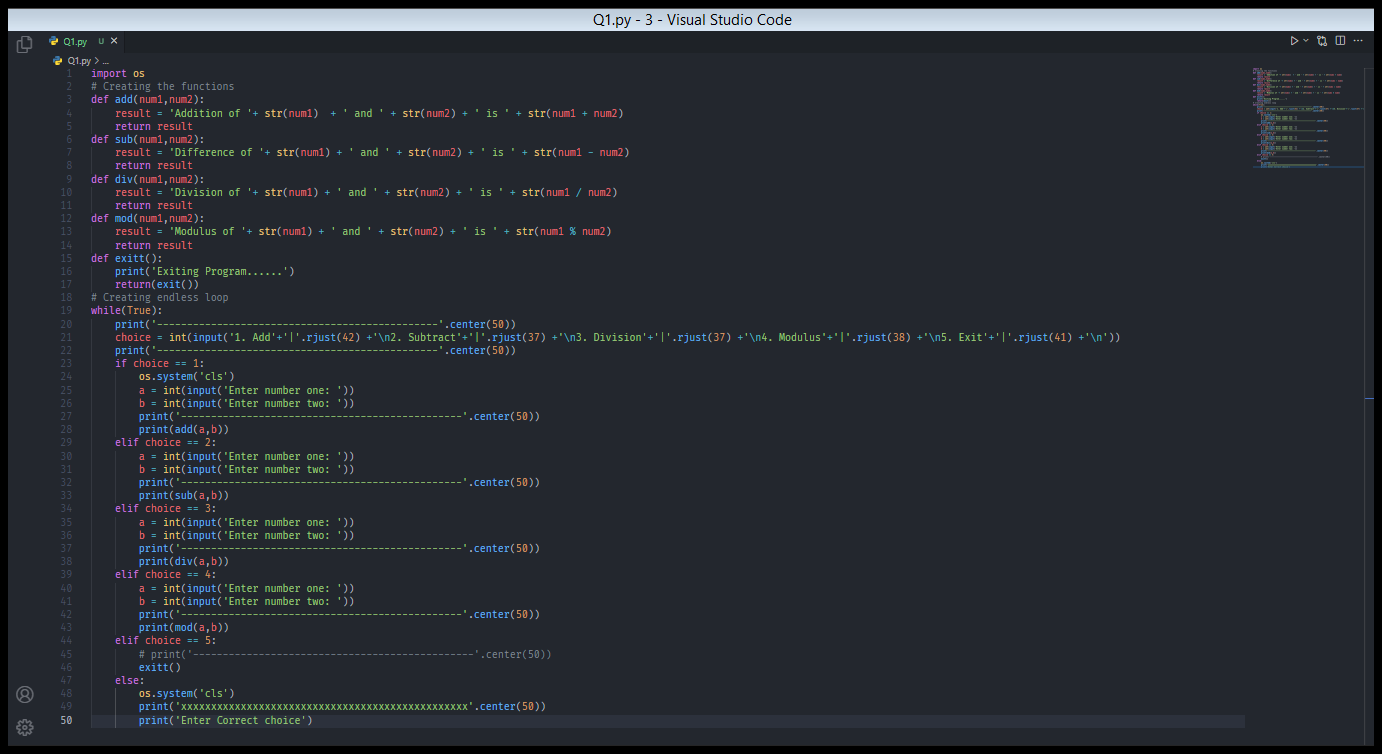 Q1.py - 3 - Visual Studio Code
Q1.py U ×
Q1.py > ...
1 import os
2 # Creating the functions
3 def add(num1,num2):
4     result = 'Addition of '+ str(num1)  + ' and ' + str(num2) + ' is ' + str(num1 + num2)
5     return result
6 def sub(num1,num2):
7     result = 'Difference of '+ str(num1) + ' and ' + str(num2) + ' is ' + str(num1 - num2)
8     return result
9 def div(num1,num2):
10     result = 'Division of '+ str(num1) + ' and ' + str(num2) + ' is ' + str(num1 / num2)
11     return result
12 def mod(num1,num2):
13     result = 'Modulus of '+ str(num1) + ' and ' + str(num2) + ' is ' + str(num1 % num2)
14     return result
15 def exitt():
16     print('Exiting Program......')
17     return(exit())
18 # Creating endless loop
19 while(True):
20     print('-----------------------------------------------'.center(50))
21     choice = int(input('1. Add'+'|'.rjust(42) +'\n2. Subtract'+'|'.rjust(37) +'\n3. Division'+'|'.rjust(37) +'\n4. Modulus'+'|'.rjust(38) +'\n5. Exit'+'|'.rjust(41) +'\n'))
22     print('-----------------------------------------------'.center(50))
23     if choice == 1:
24         os.system('cls')
25         a = int(input('Enter number one: '))
26         b = int(input('Enter number two: '))
27         print('-----------------------------------------------'.center(50))
28         print(add(a,b))
29     elif choice == 2:
30         a = int(input('Enter number one: '))
31         b = int(input('Enter number two: '))
32         print('-----------------------------------------------'.center(50))
33         print(sub(a,b))
34     elif choice == 3:
35         a = int(input('Enter number one: '))
36         b = int(input('Enter number two: '))
37         print('-----------------------------------------------'.center(50))
38         print(div(a,b))
39     elif choice == 4:
40         a = int(input('Enter number one: '))
41         b = int(input('Enter number two: '))
42         print('-----------------------------------------------'.center(50))
43         print(mod(a,b))
44     elif choice == 5:
45         # print('-----------------------------------------------'.center(50))
46         exitt()
47     else:
48         os.system('cls')
49         print('xxxxxxxxxxxxxxxxxxxxxxxxxxxxxxxxxxxxxxxxxxxxxxxx'.center(50))
50         print('Enter Correct choice')